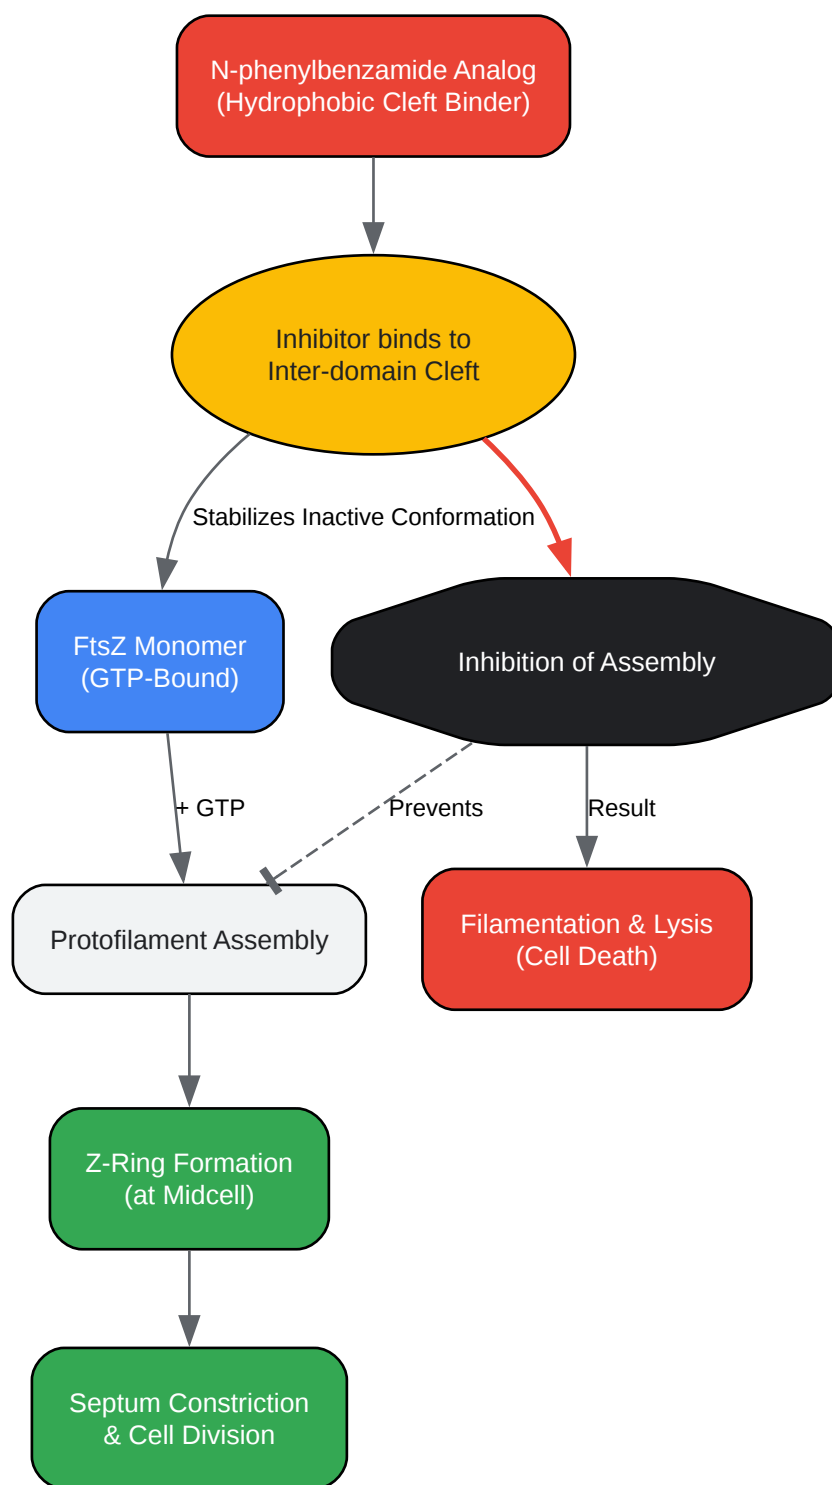 N-phenylbenzamide Analog
(Hydrophobic Cleft Binder)
Inhibitor binds to
Inter-domain Cleft
Stabilizes Inactive Conformation
FtsZ Monomer
(GTP-Bound)
Inhibition of Assembly
+ GTP
Prevents
Result
Protofilament Assembly
Filamentation & Lysis
(Cell Death)
Z-Ring Formation
(at Midcell)
Septum Constriction
& Cell Division